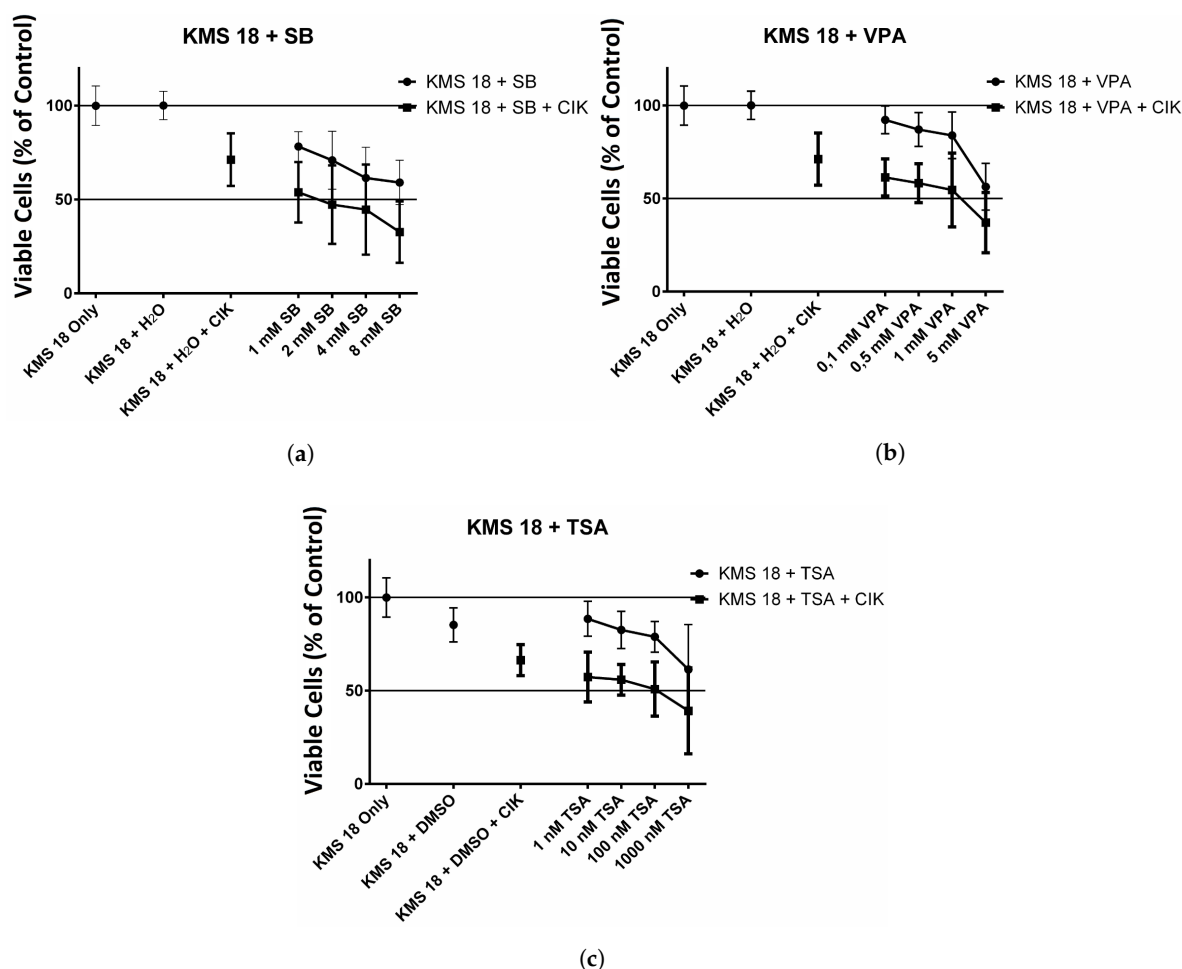 KMS 18 + SB
Viable Cells (% of Control)
KMS 18 + SB
KMS 18 + SB + CIK
100
50
0
KMS 18 Only
KMS 18 + H2O
KMS 18 + H2O + CIK
1 mM SB
2 mM SB
4 mM SB
8 mM SB
(a)
KMS 18 + VPA
Viable Cells (% of Control)
KMS 18 + VPA
KMS 18 + VPA + CIK
100
50
0
KMS 18 Only
KMS 18 + H2O
KMS 18 + H2O + CIK
0,1 mM VPA
0,5 mM VPA
1 mM VPA
5 mM VPA
(b)
KMS 18 + TSA
Viable Cells (% of Control)
KMS 18 + TSA
KMS 18 + TSA + CIK
100
50
0
KMS 18 Only
KMS 18 + DMSO
KMS 18 + DMSO + CIK
1 nM TSA
10 nM TSA
100 nM TSA
1000 nM TSA
(c)